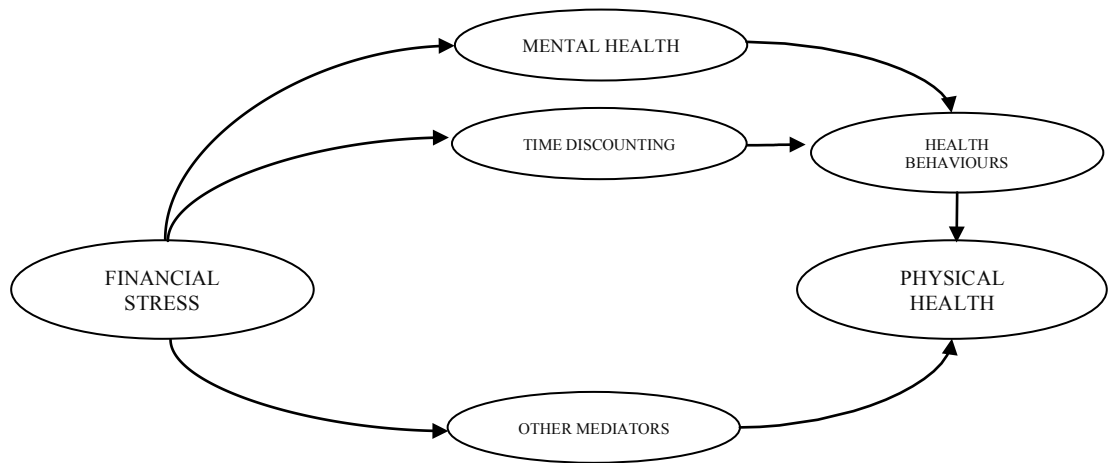 MENTAL HEALTH
TIME DISCOUNTING
HEALTH
BEHAVIOURS
FINANCIAL
STRESS
PHYSICAL
HEALTH
OTHER MEDIATORS